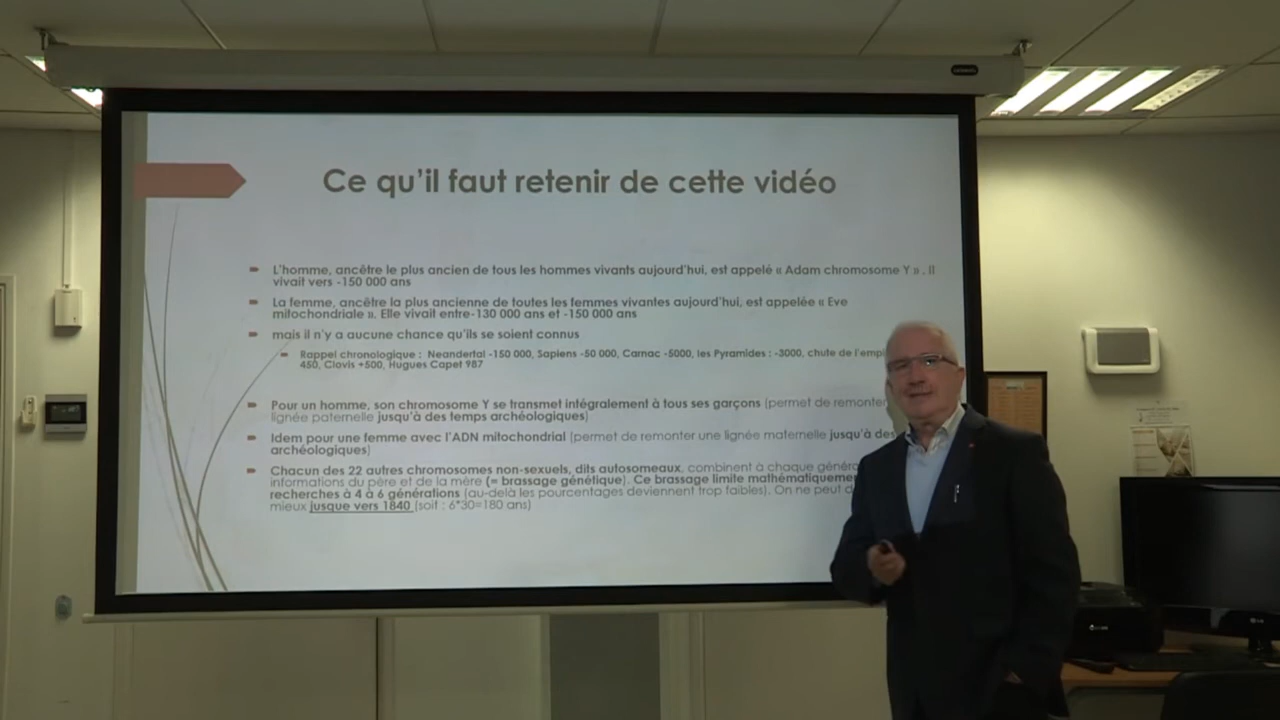 Ce qu'il faut retenir de cette vidéo
L'homme, ancêtre le plus ancien de tous les hommes vivants aujourd'hui, est appelé « Adam chromosome Y » . Il
vivait vers -150 000 ans
La femme, ancêtre la plus ancienne de toutes les femmes vivantes aujourd'hui, est appelée « Eve
mitochondriale ». Elle vivait entre-130 000 ans et -150 000 ans
mais il n'y a aucune chance qu'ils se soient connus
Rappel chronologique : Neandertal -150 000, Sapiens -50 000, Carnac -5000, les Pyramides : -3000, chute de l'empi
450, Clovis +500, Hugues Capet 987
Pour un homme, son chromosome Y se transmet intégralement à tous ses garçons (permet de remonter
lignée paternelle jusqu'à des temps archéologiques)
Idem pour une femme avec l'ADN mitochondrial (permet de remonter une lignée maternelle jusqu'à des
archéologiques)
Chacun des 22 autres chromosomes non-sexuels, dits autosomeaux, combinent à chaque généra
informations du père et de la mère (= brassage génétique). Ce brassage limite mathématiquemen
recherches à 4 à 6 générations (au-delà les pourcentages deviennent trop faibles). On ne peut d
mieux jusque vers 1840 (soit : 6*30=180 ans)
LG